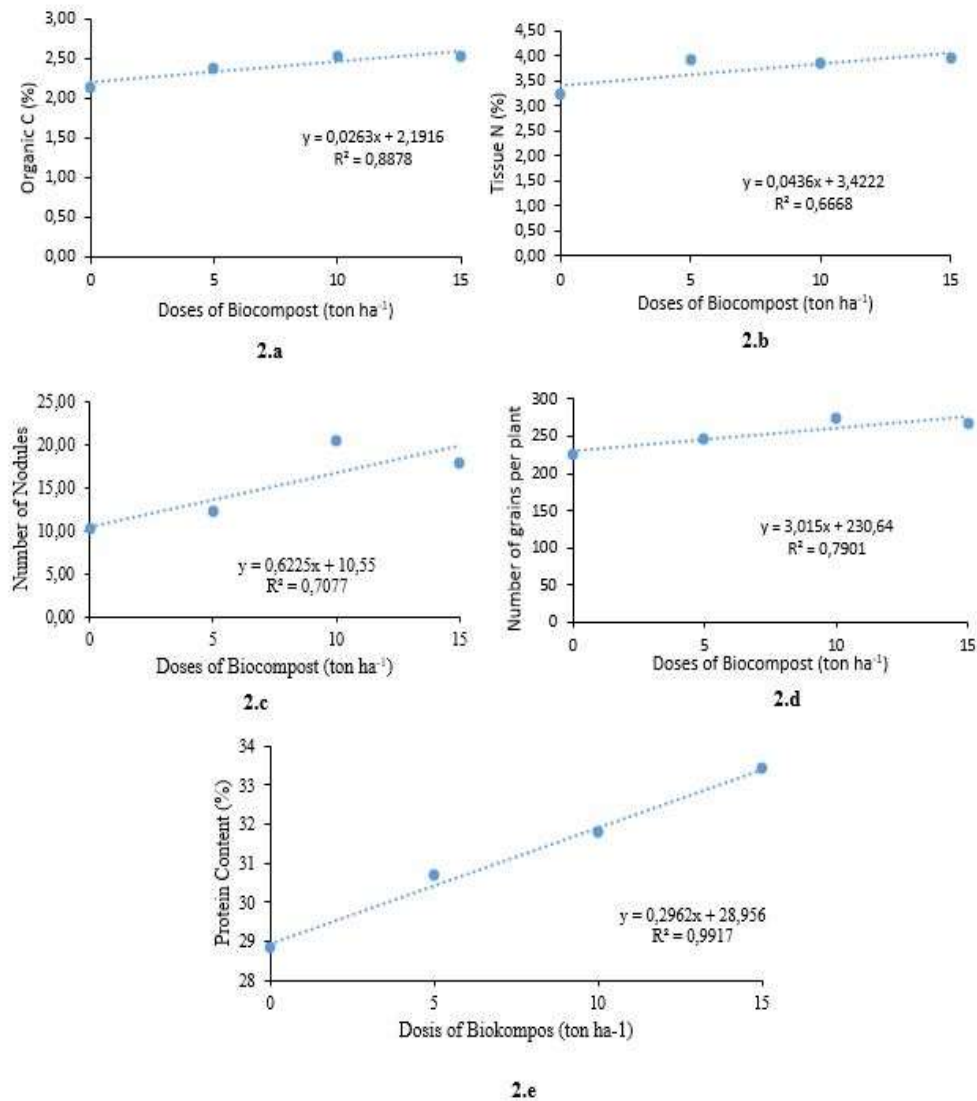 3,00
2,50
2,00
1,50
1,00
0,50
0,00
Organic C (%)
y = 0,0263x + 2,1916
R² = 0,8878
0 5 10 15
Doses of Biocompost (ton ha⁻¹)
2.a
4,50
4,00
3,50
3,00
2,50
2,00
1,50
1,00
0,50
0,00
Tissue N (%)
y = 0,0436x + 3,4222
R² = 0,6668
0 5 10 15
Doses of Biocompost (ton ha⁻¹)
2.b
25,00
20,00
15,00
10,00
5,00
0,00
Number of Nodules
y = 0,6225x + 10,55
R² = 0,7077
0 5 10 15
Doses of Biocompost (ton ha⁻¹)
2.c
300
250
200
150
100
50
0
Number of grains per plant
y = 3,015x + 230,64
R² = 0,7901
0 5 10 15
Doses of Biocompost (ton ha⁻¹)
2.d
34
33
32
31
30
29
28
Protein Content (%)
y = 0,2962x + 28,956
R² = 0,9917
0 5 10 15
Dosis of Biokompos (ton ha-1)
2.e